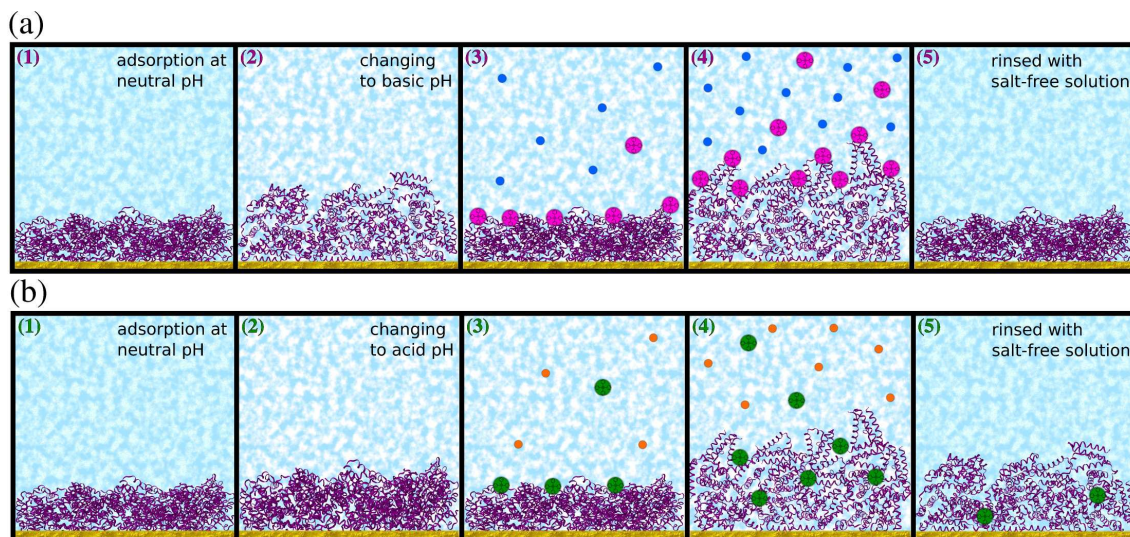 (a)
(1)
adsorption at
neutral pH
(2)
changing
to basic pH
(3)
(4)
(5)
rinsed with
salt-free solution
(b)
(1)
adsorption at
neutral pH
(2)
changing
to acid pH
(3)
(4)
(5)
rinsed with
salt-free solution